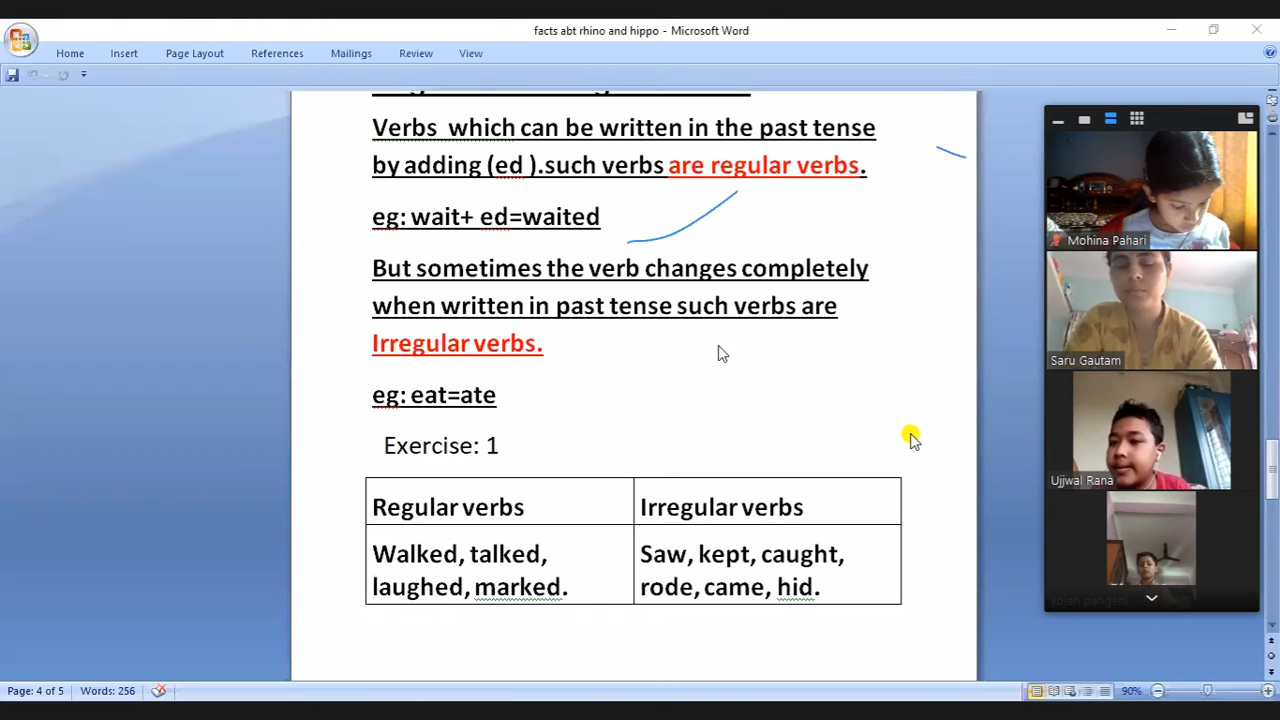 facts abt rhino and hippo - Microsoft Word
Home Insert Page Layout References Mailings Review View
Verbs which can be written in the past tense
by adding (ed ).such verbs are regular verbs.
eg: wait+ ed=waited
But sometimes the verb changes completely
when written in past tense such verbs are
Irregular verbs.
eg: eat=ate
Exercise: 1
Regular verbs
Irregular verbs
Walked, talked,
laughed, marked.
Saw, kept, caught,
rode, came, hid.
Mohina Pahari
Saru Gautam
Ujjwal Rana
Page: 4 of 5 Words: 256
90%